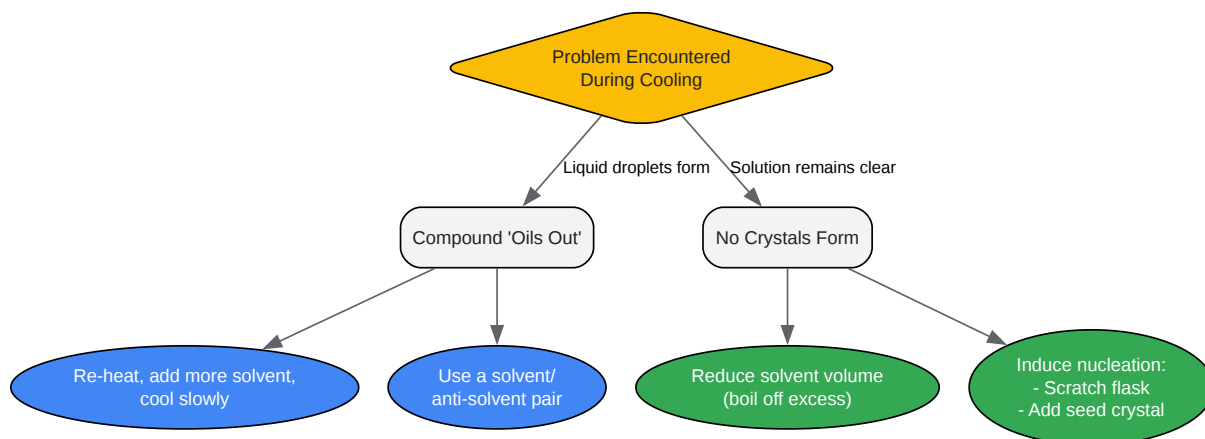 Problem Encountered
During Cooling
Liquid droplets form
Solution remains clear
Compound 'Oils Out'
No Crystals Form
Re-heat, add more solvent,
cool slowly
Use a solvent/
anti-solvent pair
Reduce solvent volume
(boil off excess)
Induce nucleation:
- Scratch flask
- Add seed crystal